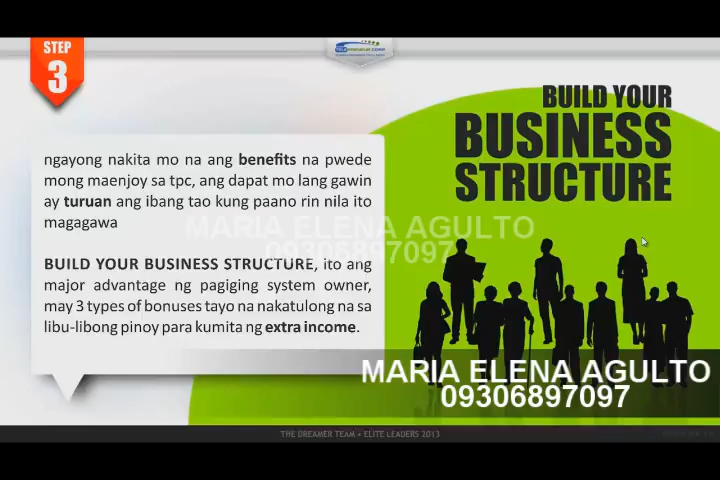 STEP
3
BUILD YOUR
BUSINESS
STRUCTURE
ngayong nakita mo na ang benefits na pwede
mong maenjoy sa tpc, ang dapat mo lang gawin
ay turuan ang ibang tao kung paano rin nila ito
magagawa
MARIA ELENA AGULTO
09306897097
BUILD YOUR BUSINESS STRUCTURE, ito ang
major advantage ng pagiging system owner,
may 3 types of bonuses tayo na nakatulong na sa
libu-libong pinoy para kumita ng extra income.
MARIA ELENA AGULTO
09306897097
THE DREAMER TEAM • ELITE LEADERS 2013